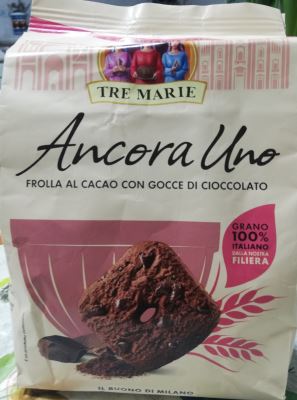 TRE MARIE
Ancora Uno
FROLLA AL CACAO CON GOCCE DI CIOCCOLATO
GRANO
100%
ITALIANO
DALLA NOSTRA
FILIERA
IL BUONO DI MILANO